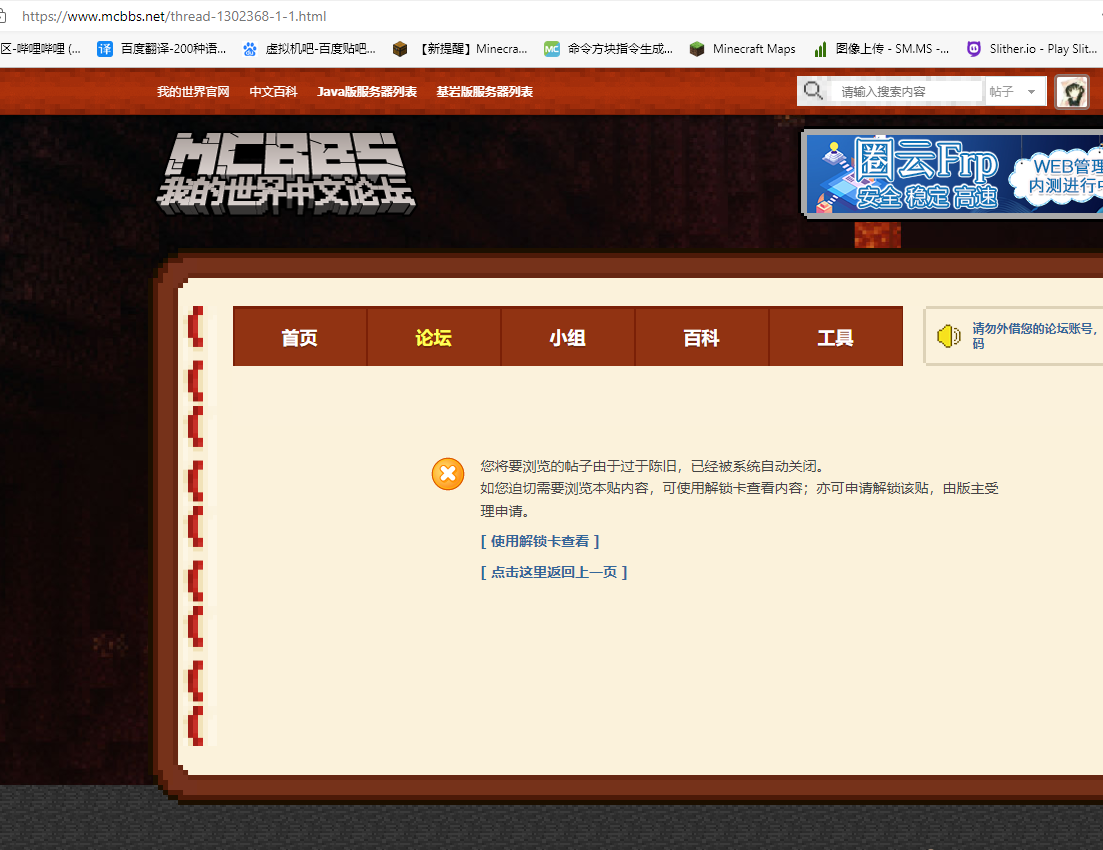 https://www.mcbbs.net/thread-1302368-1-1.html
区-哔哩哔哩 (... 译 百度翻译-200种语... 虚拟机吧-百度贴吧... 【新提醒】Minecra... MC 命令方块指令生成... Minecraft Maps 图像上传 - SM.MS -... Slither.io - Play Slit...
我的世界官网 中文百科 Java版服务器列表 基岩版服务器列表 请输入搜索内容 帖子
MCBBS
我的世界中文论坛
圈云Frp
安全 稳定 高速
WEB管理
内测进行中
首页 论坛 小组 百科 工具
请勿外借您的论坛账号,
码
您将要浏览的帖子由于过于陈旧，已经被系统自动关闭。
如您迫切需要浏览本贴内容，可使用解锁卡查看内容；亦可申请解锁该贴，由版主受
理申请。
[ 使用解锁卡查看 ]
[ 点击这里返回上一页 ]